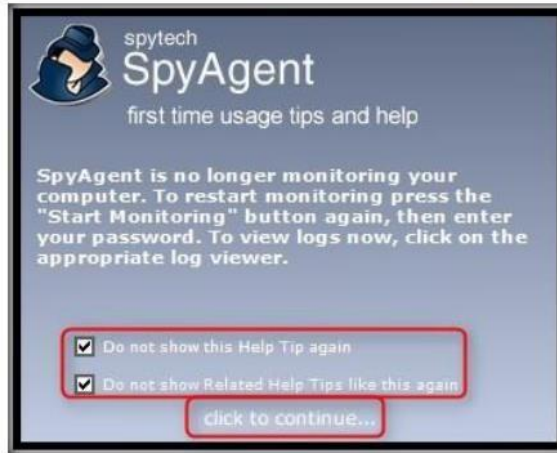 spytech
SpyAgent
first time usage tips and help
SpyAgent is no longer monitoring your
computer. To restart monitoring press the
"Start Monitoring" button again, then enter
your password. To view logs now, click on the
appropriate log viewer.
Do not show this Help Tip again
Do not show Related Help Tips like this again
click to continue...